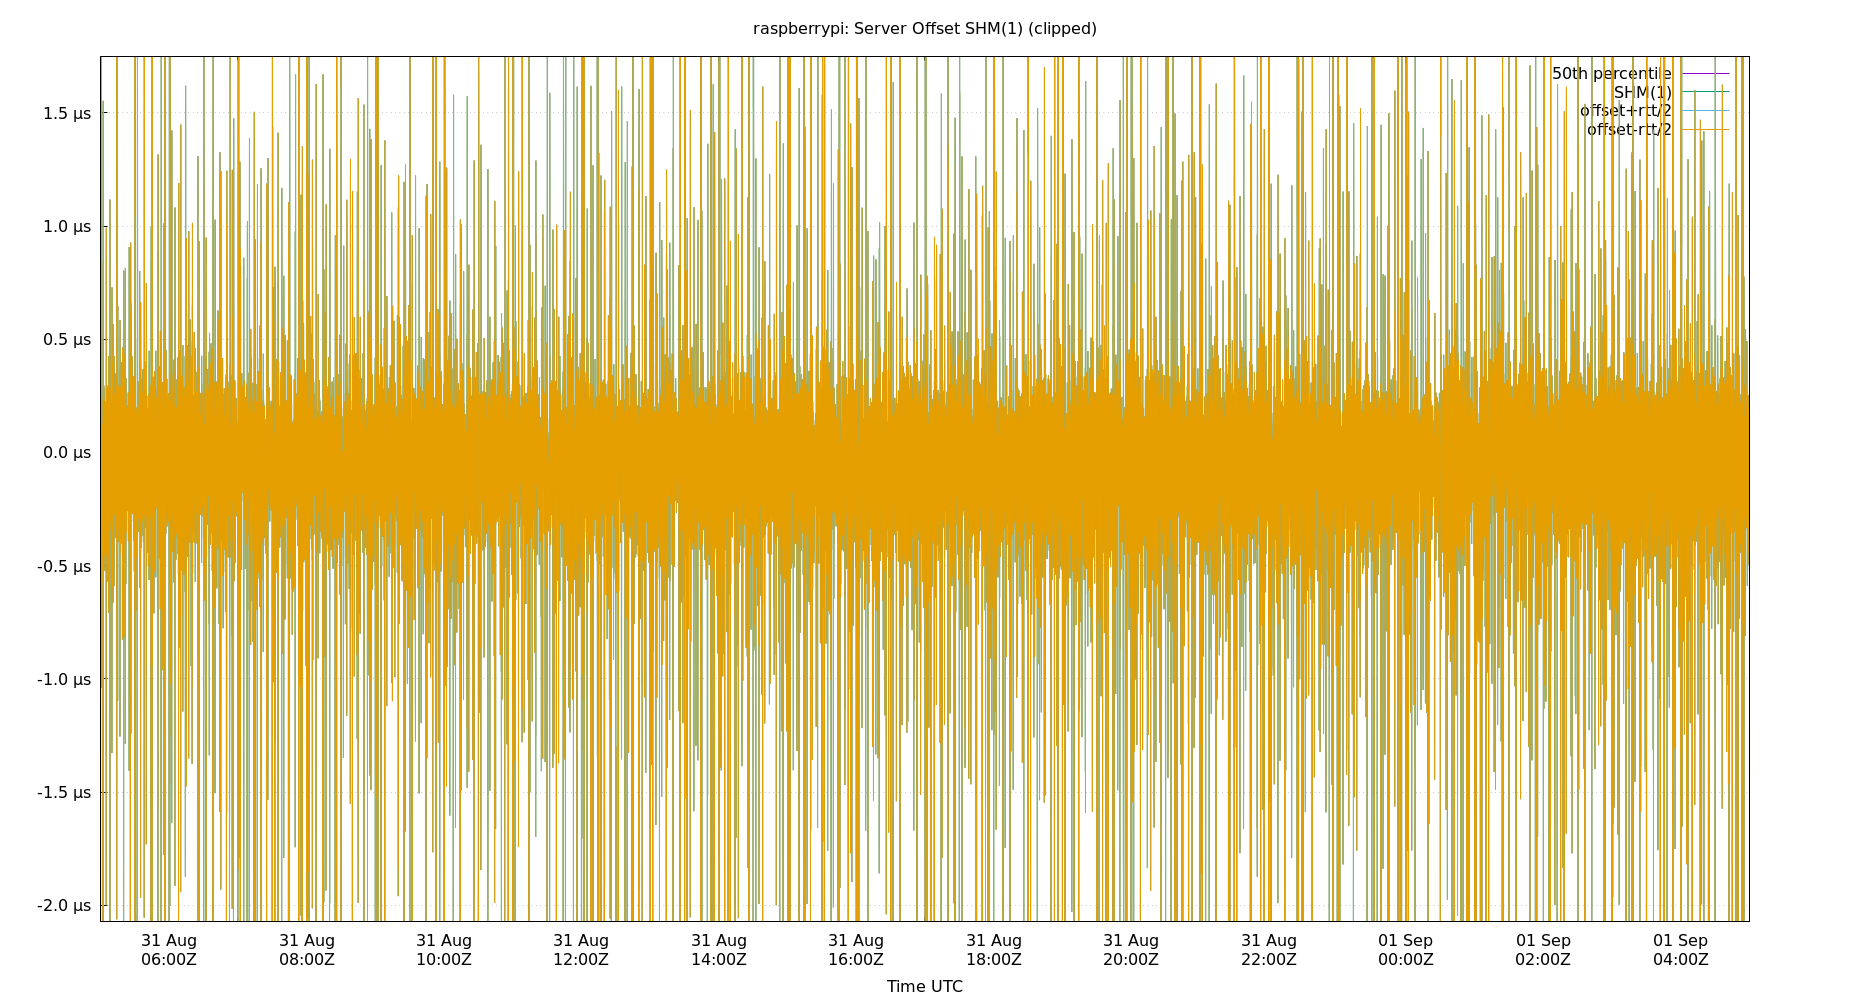 raspberrypi: Server Offset SHM(1) (clipped)
50th percentile
SHM(1)
offset+rtt/2
offset-rtt/2
1.5 µs
1.0 µs
0.5 µs
0.0 µs
-0.5 µs
-1.0 µs
-1.5 µs
-2.0 µs
31 Aug 31 Aug 31 Aug 31 Aug 31 Aug 31 Aug 31 Aug 31 Aug 31 Aug 01 Sep 01 Sep 01 Sep
06:00Z 08:00Z 10:00Z 12:00Z 14:00Z 16:00Z 18:00Z 20:00Z 22:00Z 00:00Z 02:00Z 04:00Z
Time UTC